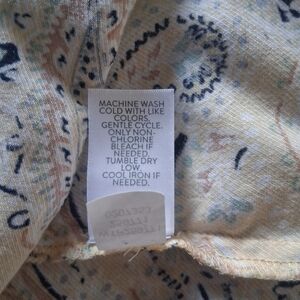 MACHINE WASH
COLD WITH LIKE
COLORS,
GENTLE CYCLE.
ONLY NON-
CHLORINE
BLEACH IF
NEEDED.
TUMBLE DRY
LOW.
COOL IRON IF
NEEDED.